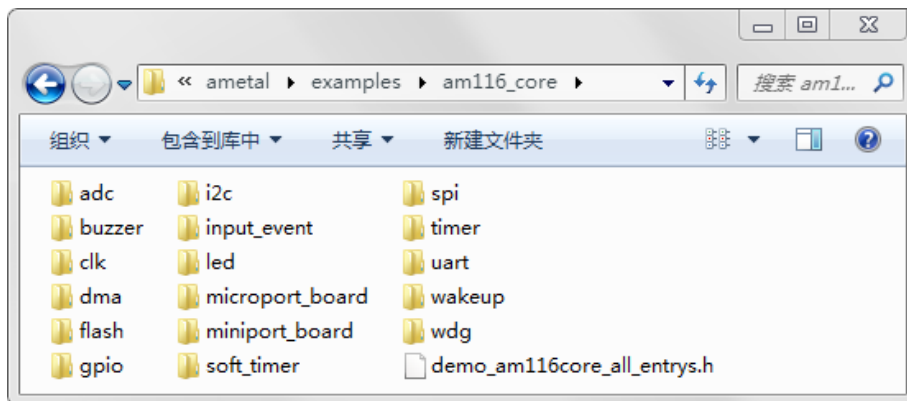 « ametal ▸ examples ▸ am116_core ▸ 搜索 am1...
组织 包含到库中 共享 新建文件夹
adc
buzzer
clk
dma
flash
gpio
i2c
input_event
led
microport_board
miniport_board
soft_timer
spi
timer
uart
wakeup
wdg
demo_am116core_all_entrys.h